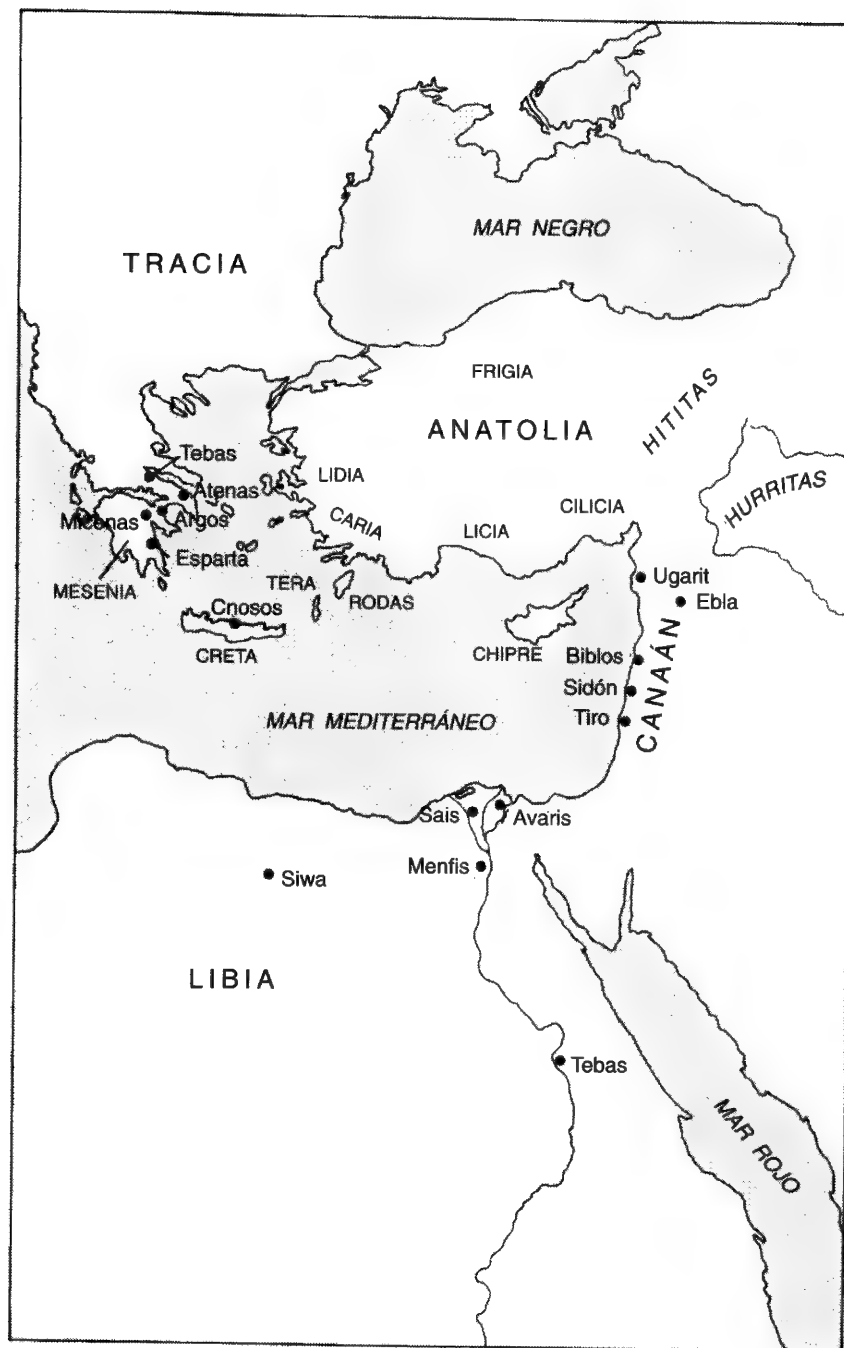 MAR NEGRO
TRACIA
FRIGIA
HITITAS
ANATOLIA
Tebas
LIDIA
HURRITAS
Atenas
CILICIA
Micenas
Argos
CARIA
LICIA
Esparta
Ugarit
MESENIA
TERA
RODAS
Ebla
Cnosos
CRETA
CHIPRE
Biblos
CANAÁN
Sidón
MAR MEDITERRÁNEO
Tiro
Sais
Avaris
Menfis
Siwa
LIBIA
Tebas
MAR ROJO